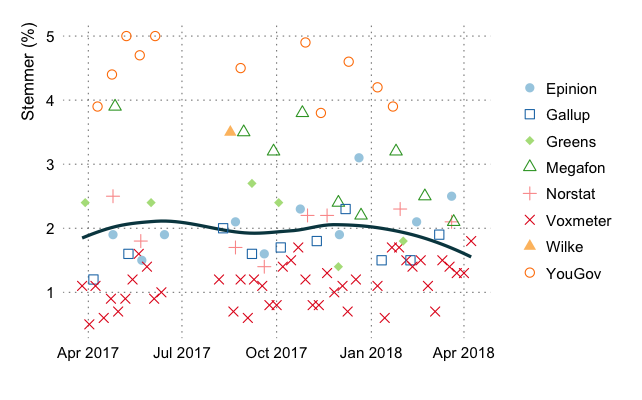 Stemmer (%)
5
4
3
2
1
Apr 2017 Jul 2017 Oct 2017 Jan 2018 Apr 2018
Epinion
Gallup
Greens
Megafon
Norstat
Voxmeter
Wilke
YouGov